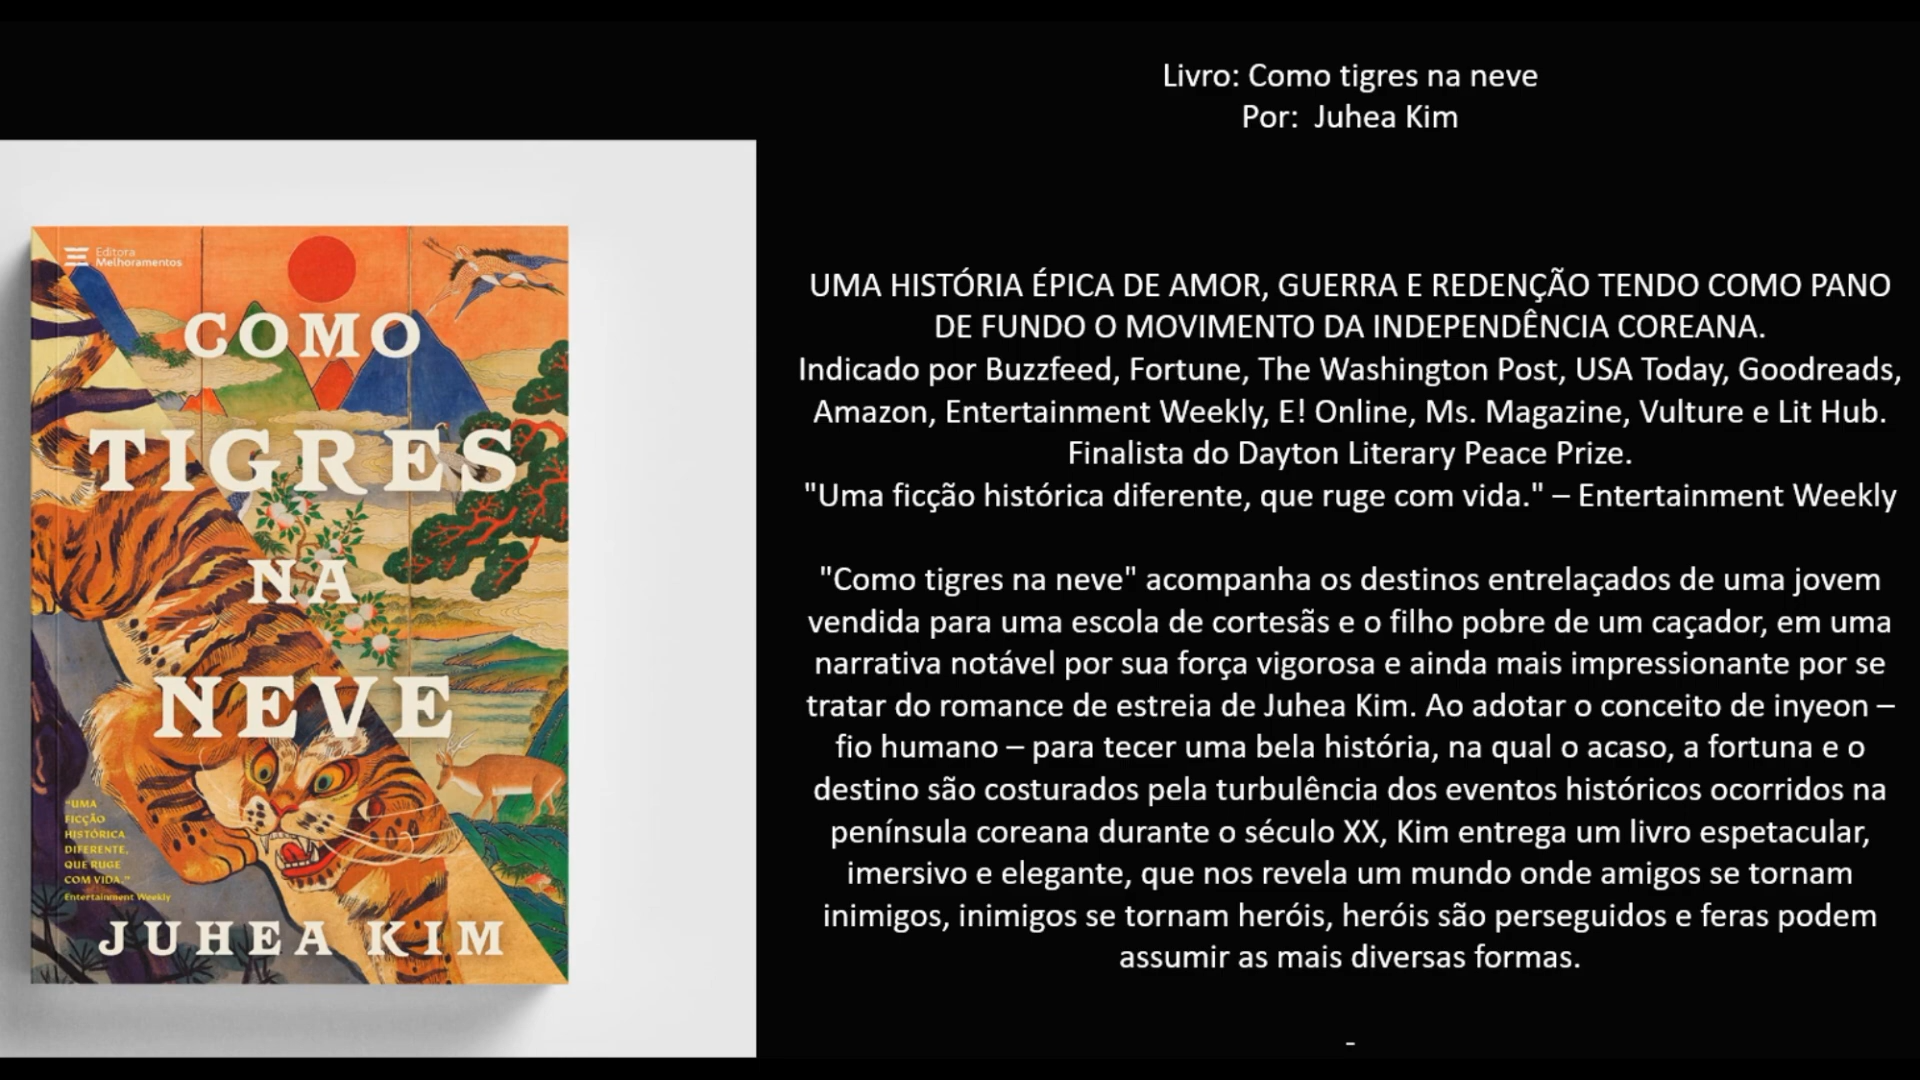 Livro: Como tigres na neve
Por: Juhea Kim
Editora
Melhoramentos
COMO
TIGRES
NA
NEVE
"UMA
FICÇÃO
HISTÓRICA
DIFERENTE,
QUE RUGE
COM VIDA."
Entertainment Weekly
JUHEA KIM
UMA HISTÓRIA ÉPICA DE AMOR, GUERRA E REDENÇÃO TENDO COMO PANO
DE FUNDO O MOVIMENTO DA INDEPENDÊNCIA COREANA.
Indicado por Buzzfeed, Fortune, The Washington Post, USA Today, Goodreads,
Amazon, Entertainment Weekly, E! Online, Ms. Magazine, Vulture e Lit Hub.
Finalista do Dayton Literary Peace Prize.
"Uma ficção histórica diferente, que ruge com vida." – Entertainment Weekly
"Como tigres na neve" acompanha os destinos entrelaçados de uma jovem
vendida para uma escola de cortesãs e o filho pobre de um caçador, em uma
narrativa notável por sua força vigorosa e ainda mais impressionante por se
tratar do romance de estreia de Juhea Kim. Ao adotar o conceito de inyeon –
fio humano – para tecer uma bela história, na qual o acaso, a fortuna e o
destino são costurados pela turbulência dos eventos históricos ocorridos na
península coreana durante o século XX, Kim entrega um livro espetacular,
imersivo e elegante, que nos revela um mundo onde amigos se tornam
inimigos, inimigos se tornam heróis, heróis são perseguidos e feras podem
assumir as mais diversas formas.
-